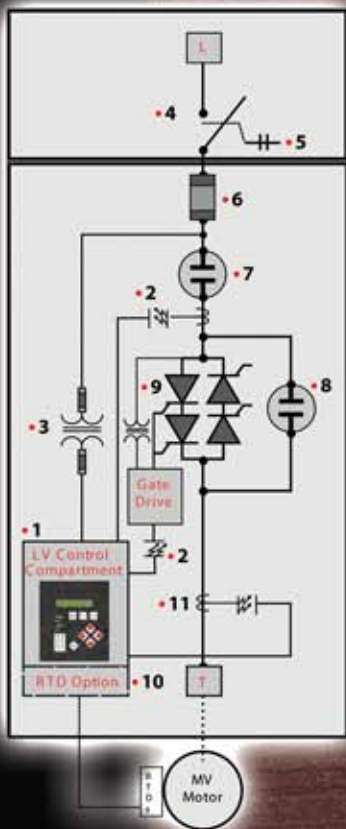 L
• 4
• 5
• 6
• 7
• 2
• 9
• 8
• 3
Gate
Drive
• 1
• 2
LV Control
Compartment
• 11
RTD Option
• 10
T
RTDs
MV
Motor